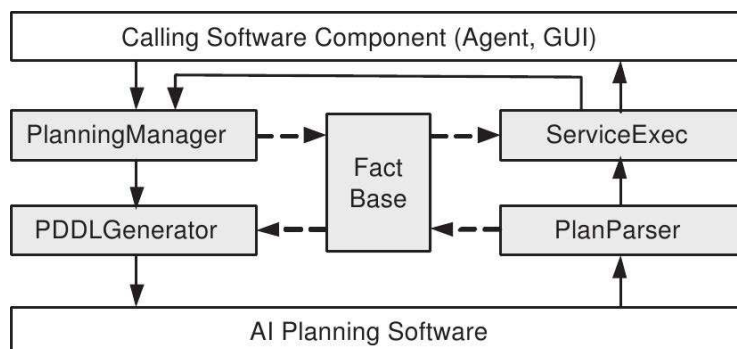 Calling Software Component (Agent, GUI)
PlanningManager
ServiceExec
Fact
Base
PDDLGenerator
PlanParser
AI Planning Software